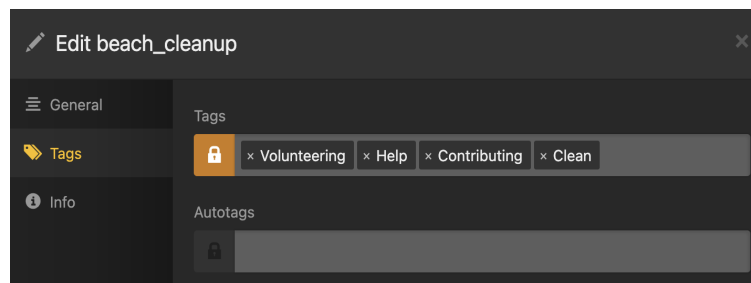 Edit beach_cleanup ×
General
Tags
Tags
× Volunteering × Help × Contributing × Clean
Info
Autotags